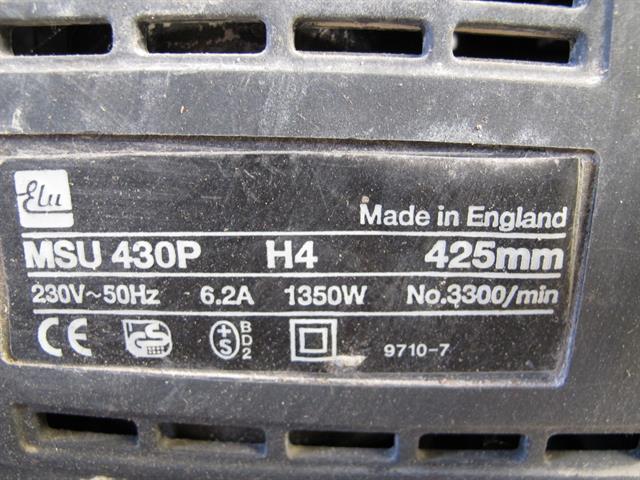 Elu
Made in England
MSU 430P H4 425mm
230V~50Hz 6.2A 1350W No.3300/min
CE GS +S BD2 9710-7